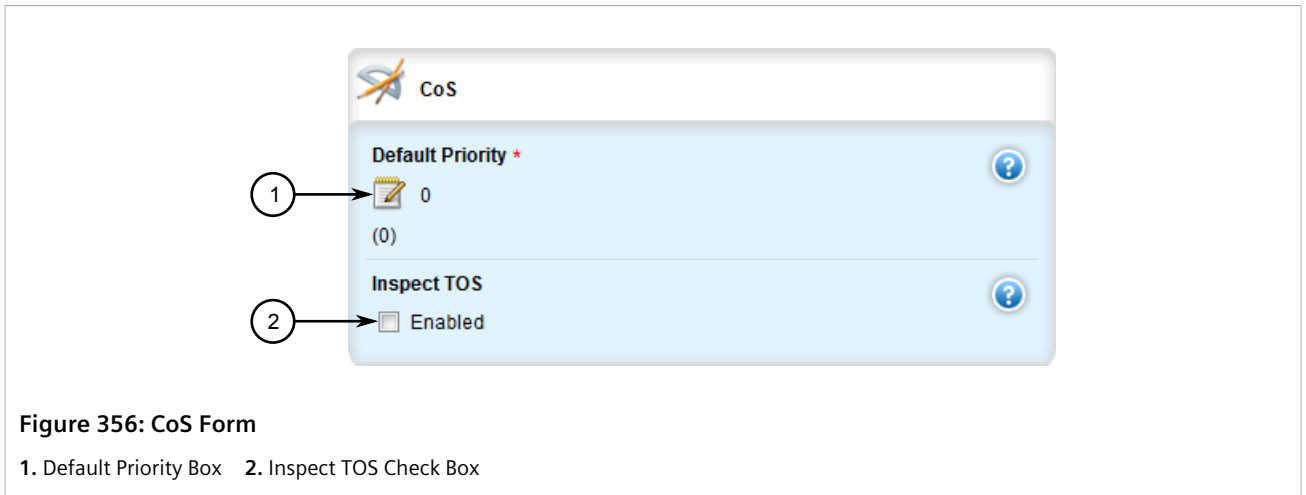 CoS
Default Priority *
1
0
(0)
Inspect TOS
2
Enabled
Figure 356: CoS Form
1. Default Priority Box 2. Inspect TOS Check Box